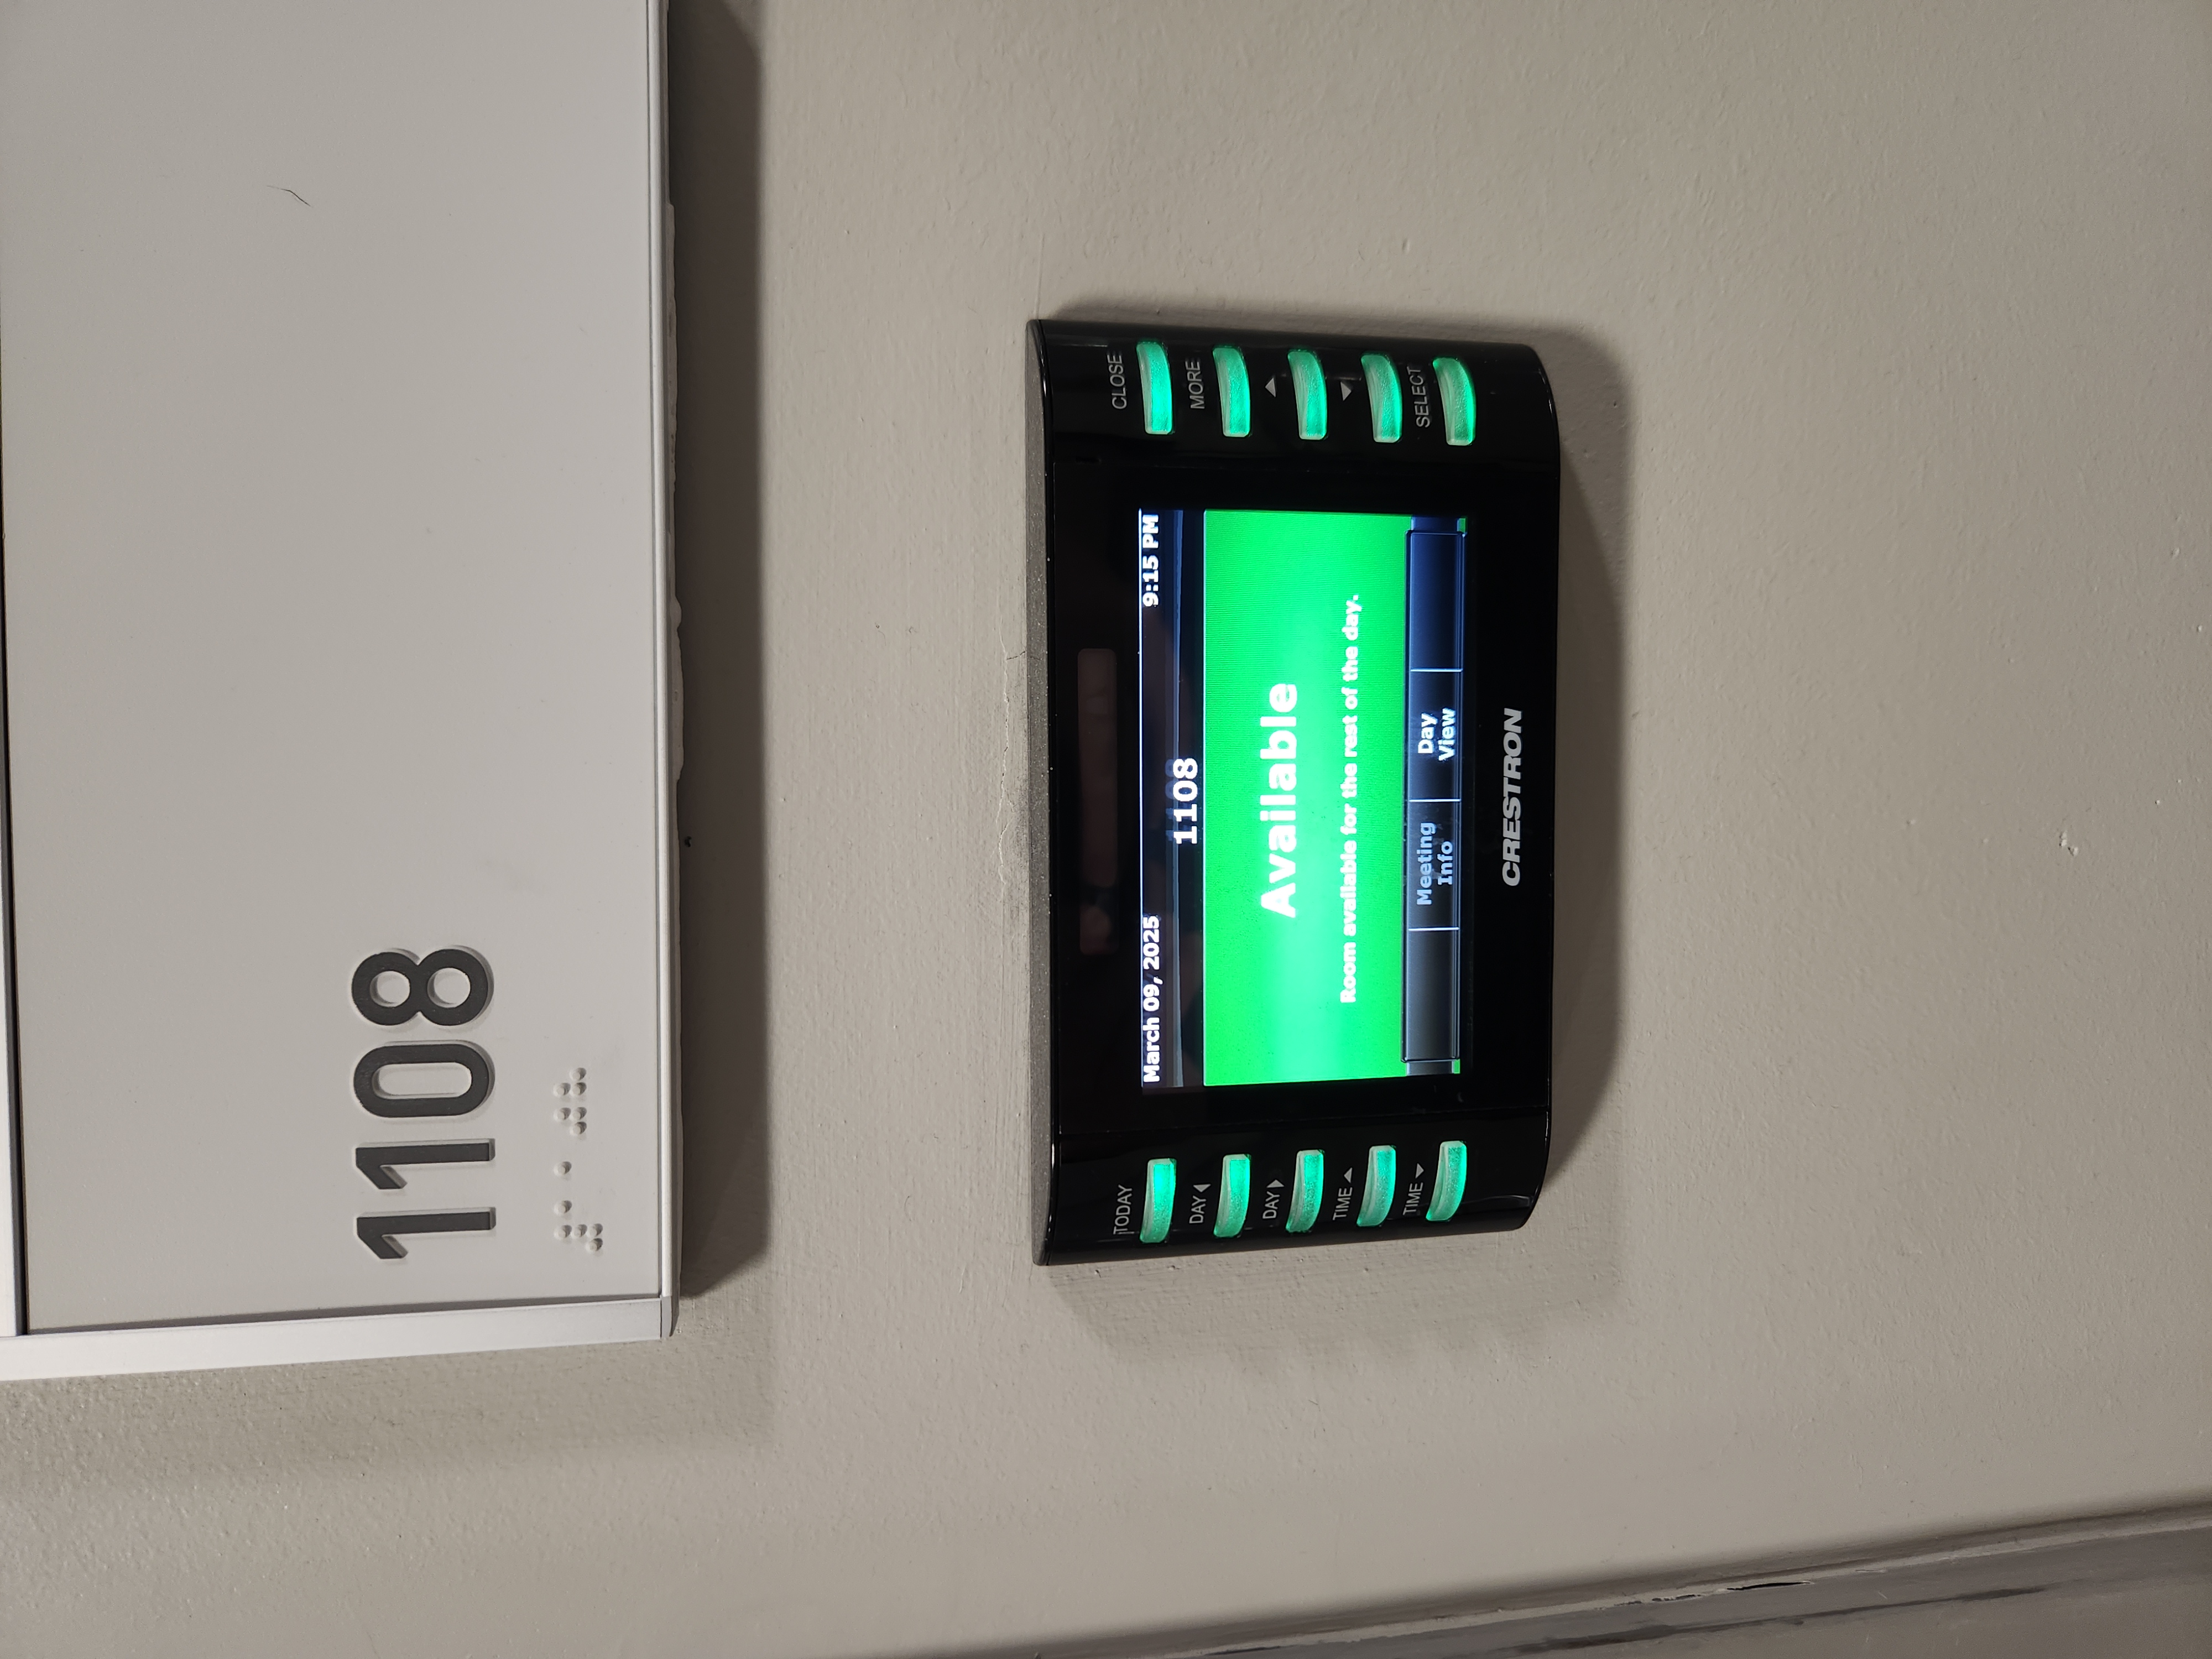 1108
⠼⠁⠁⠚⠓
TODAY
DAY◀
DAY▶
TIME▲
TIME▼
March 09, 2025 9:15 PM
1108
Available
Room available for the rest of the day.
Meeting Info
Day View
CRESTRON
CLOSE
MORE
▲
▼
SELECT